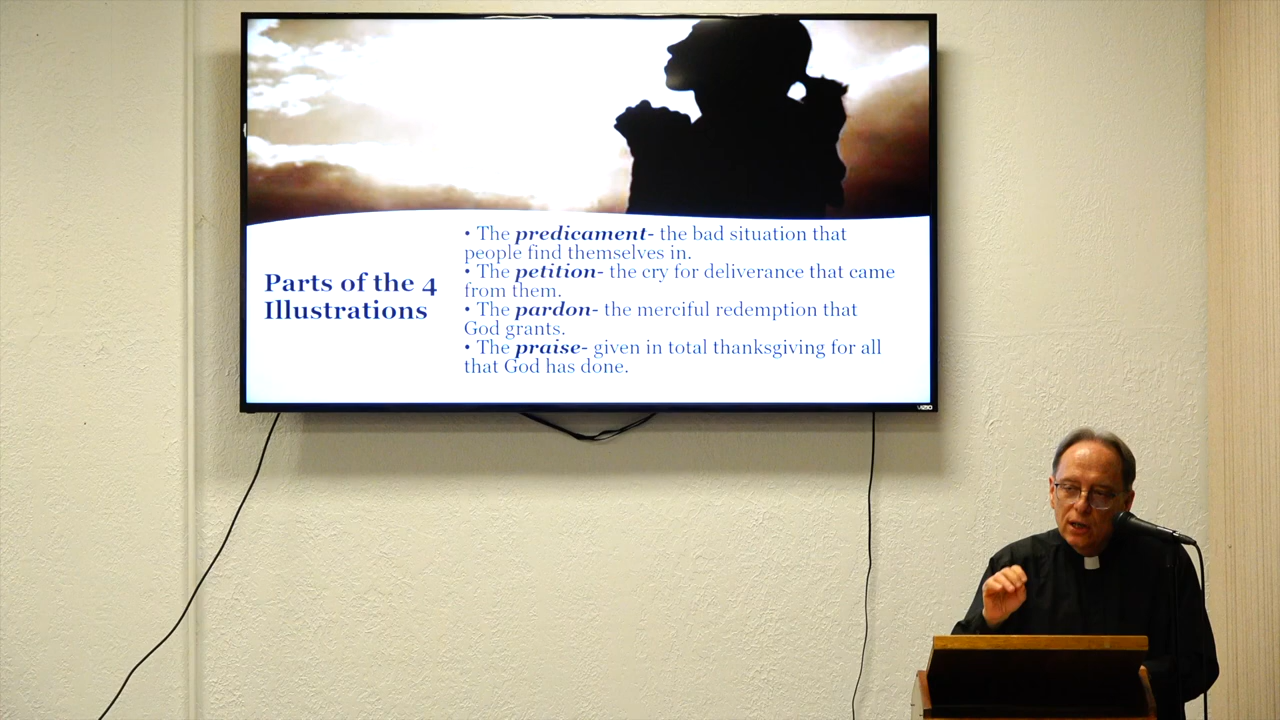 Parts of the 4
Illustrations
• The predicament- the bad situation that
people find themselves in.
• The petition- the cry for deliverance that came
from them.
• The pardon- the merciful redemption that
God grants.
• The praise- given in total thanksgiving for all
that God has done.
VIZIO